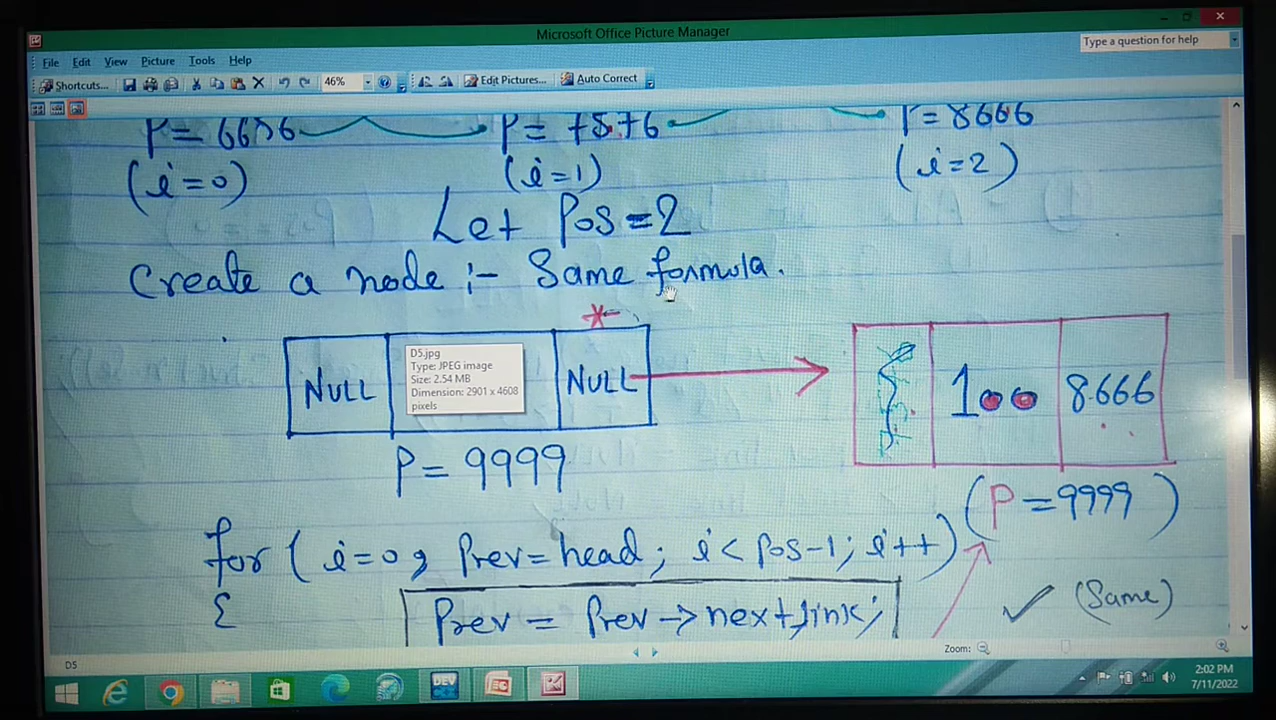 Microsoft Office Picture Manager
Type a question for help
File Edit View Picture Tools Help
Shortcuts... 46% Edit Pictures... Auto Correct
P = 6686 P = 7876 P = 8666
(i=0) (i=1) (i=2)
Let Pos=2
Create a node :- Same formula.
*
NULL NULL 100 8666
D5.jpg
Type: JPEG image
Size: 2.54 MB
Dimension: 2901 x 4608
pixels
P = 9999
(P = 9999)
for ( i=0; Prev=head; i < Pos-1; i++)
{ Prev = Prev -> nextlink;
✓ (Same)
D5
Zoom:
DEV
2:02 PM
7/11/2022